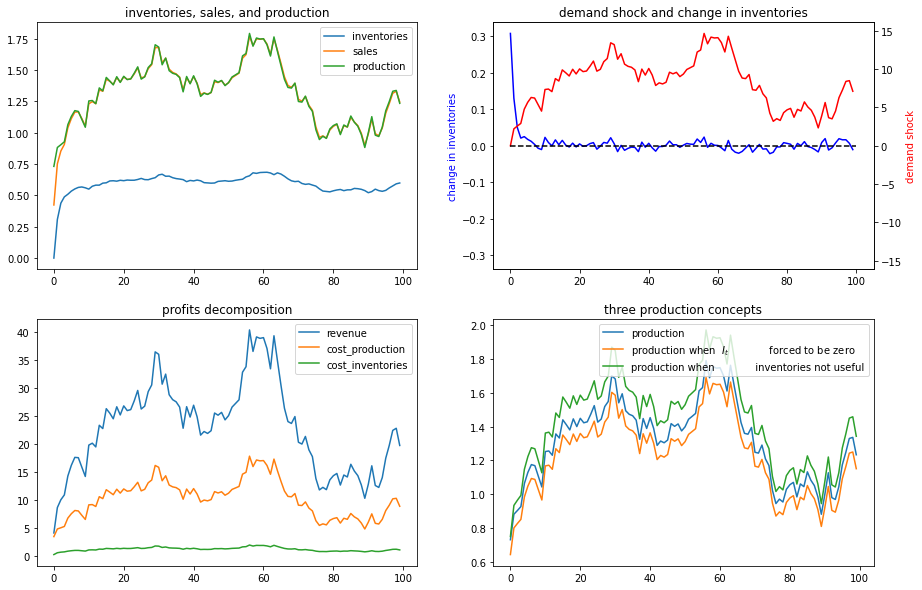 inventories, sales, and production
1.75
1.50
1.25
1.00
0.75
0.50
0.25
0.00
0 20 40 60 80 100
inventories
sales
production
demand shock and change in inventories
change in inventories
0.3
0.2
0.1
0.0
−0.1
−0.2
−0.3
0 20 40 60 80 100
15
10
5
0
−5
−10
−15
demand shock
profits decomposition
40
35
30
25
20
15
10
5
0
0 20 40 60 80 100
revenue
cost_production
cost_inventories
three production concepts
2.0
1.8
1.6
1.4
1.2
1.0
0.8
0.6
0 20 40 60 80 100
production
production when I_t forced to be zero
production when inventories not useful